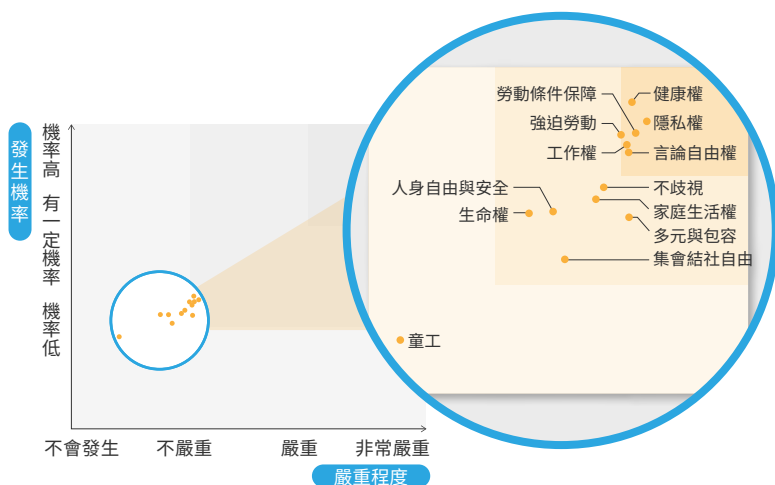 發生機率
機率高
有一定機率
機率低
不會發生
不嚴重
嚴重
非常嚴重
嚴重程度
勞動條件保障
健康權
強迫勞動
隱私權
工作權
言論自由權
人身自由與安全
不歧視
生命權
家庭生活權
多元與包容
集會結社自由
童工